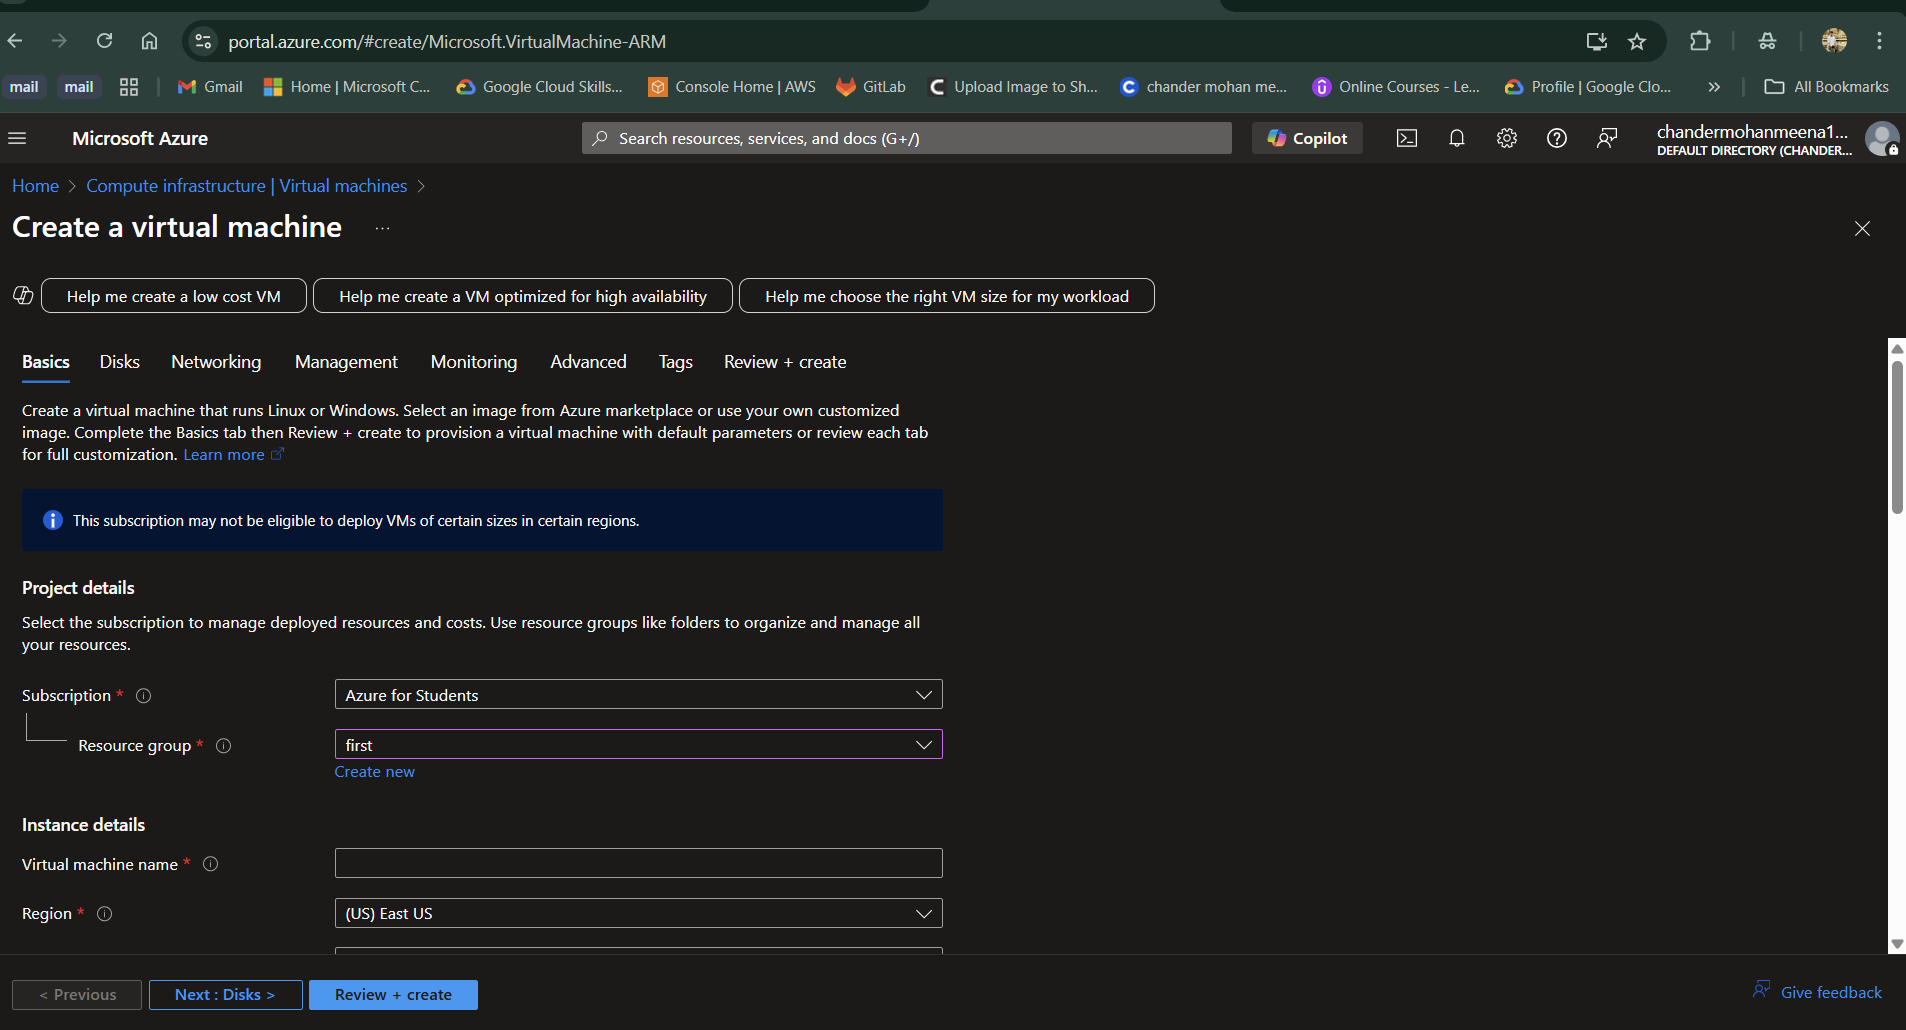 portal.azure.com/#create/Microsoft.VirtualMachine-ARM
mail mail Gmail Home | Microsoft C... Google Cloud Skills... Console Home | AWS GitLab Upload Image to Sh... chander mohan me... Online Courses - Le... Profile | Google Clo... » All Bookmarks
Microsoft Azure Search resources, services, and docs (G+/) Copilot chandermohanmeena1...
DEFAULT DIRECTORY (CHANDER...
Home > Compute infrastructure | Virtual machines >
Create a virtual machine ...
Help me create a low cost VM Help me create a VM optimized for high availability Help me choose the right VM size for my workload
Basics Disks Networking Management Monitoring Advanced Tags Review + create
Create a virtual machine that runs Linux or Windows. Select an image from Azure marketplace or use your own customized
image. Complete the Basics tab then Review + create to provision a virtual machine with default parameters or review each tab
for full customization. Learn more
This subscription may not be eligible to deploy VMs of certain sizes in certain regions.
Project details
Select the subscription to manage deployed resources and costs. Use resource groups like folders to organize and manage all
your resources.
Subscription * Azure for Students
Resource group * first
Create new
Instance details
Virtual machine name *
Region * (US) East US
< Previous Next : Disks > Review + create Give feedback